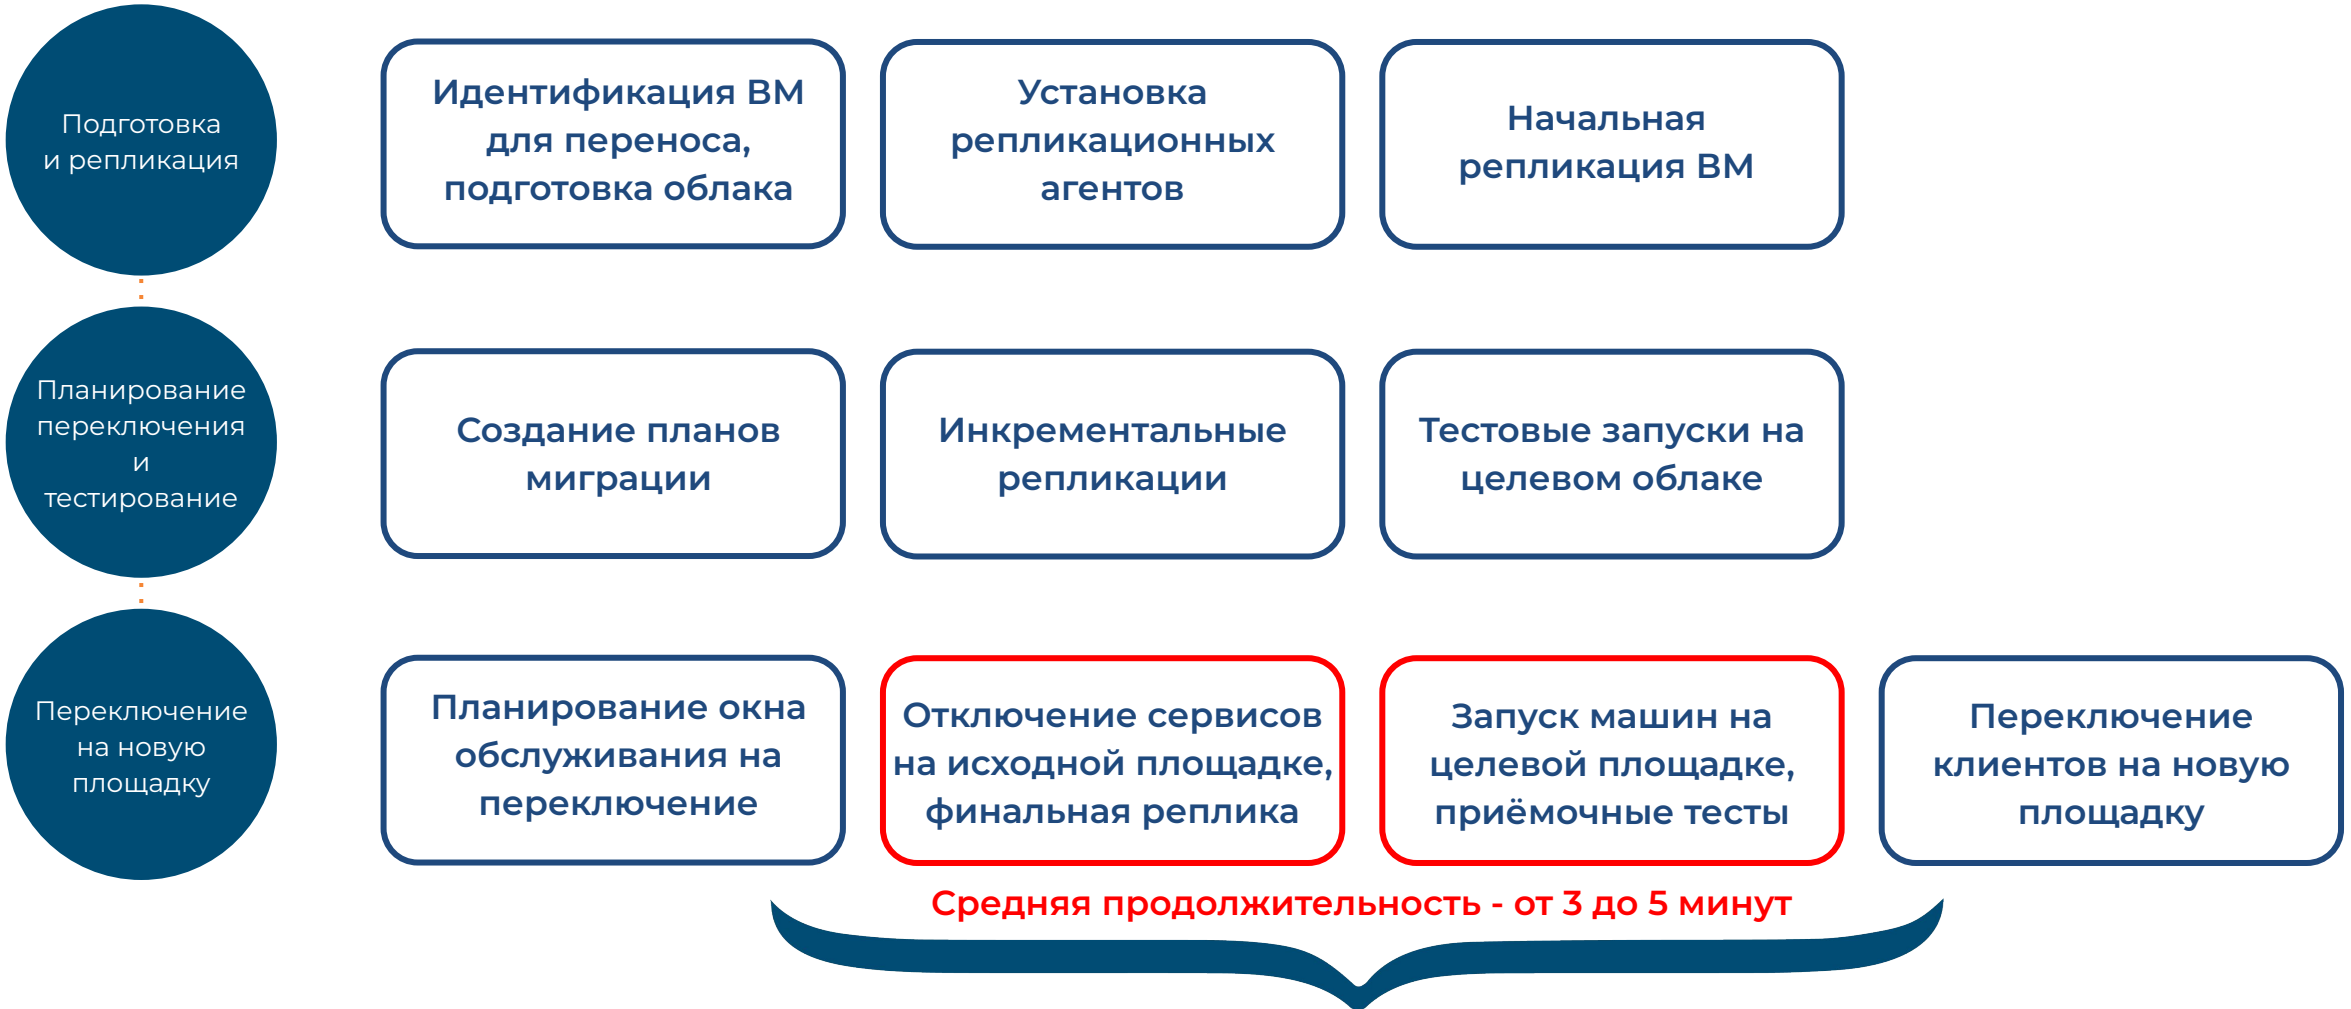 Подготовка
и репликация
Идентификация ВМ
для переноса,
подготовка облака
Установка
репликационных
агентов
Начальная
репликация ВМ
Планирование
переключения
и
тестирование
Создание планов
миграции
Инкрементальные
репликации
Тестовые запуски на
целевом облаке
Переключение
на новую
площадку
Планирование окна
обслуживания на
переключение
Отключение сервисов
на исходной площадке,
финальная реплика
Запуск машин на
целевой площадке,
приёмочные тесты
Переключение
клиентов на новую
площадку
Средняя продолжительность - от 3 до 5 минут